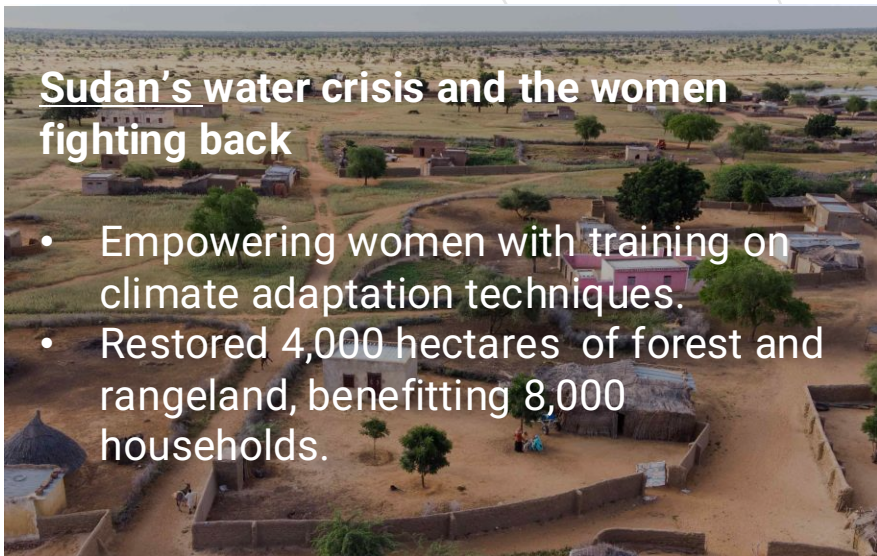 Sudan's water crisis and the women
fighting back
• Empowering women with training on
climate adaptation techniques.
• Restored 4,000 hectares of forest and
rangeland, benefitting 8,000
households.